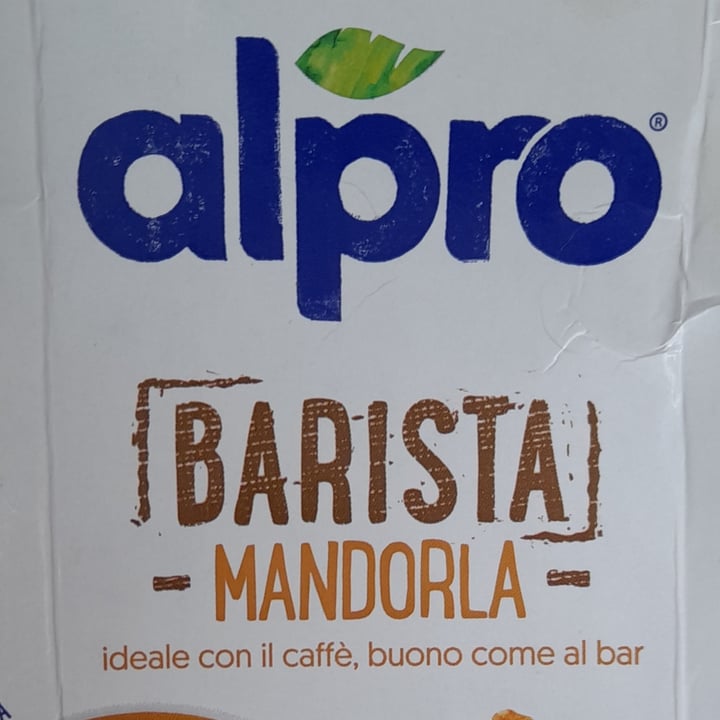 alpro®
BARISTA
MANDORLA
ideale con il caffè, buono come al bar